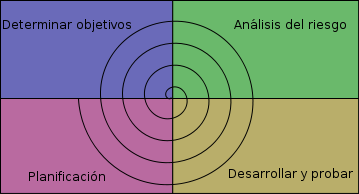 Determinar objetivos
Análisis del riesgo
Planificación
Desarrollar y probar